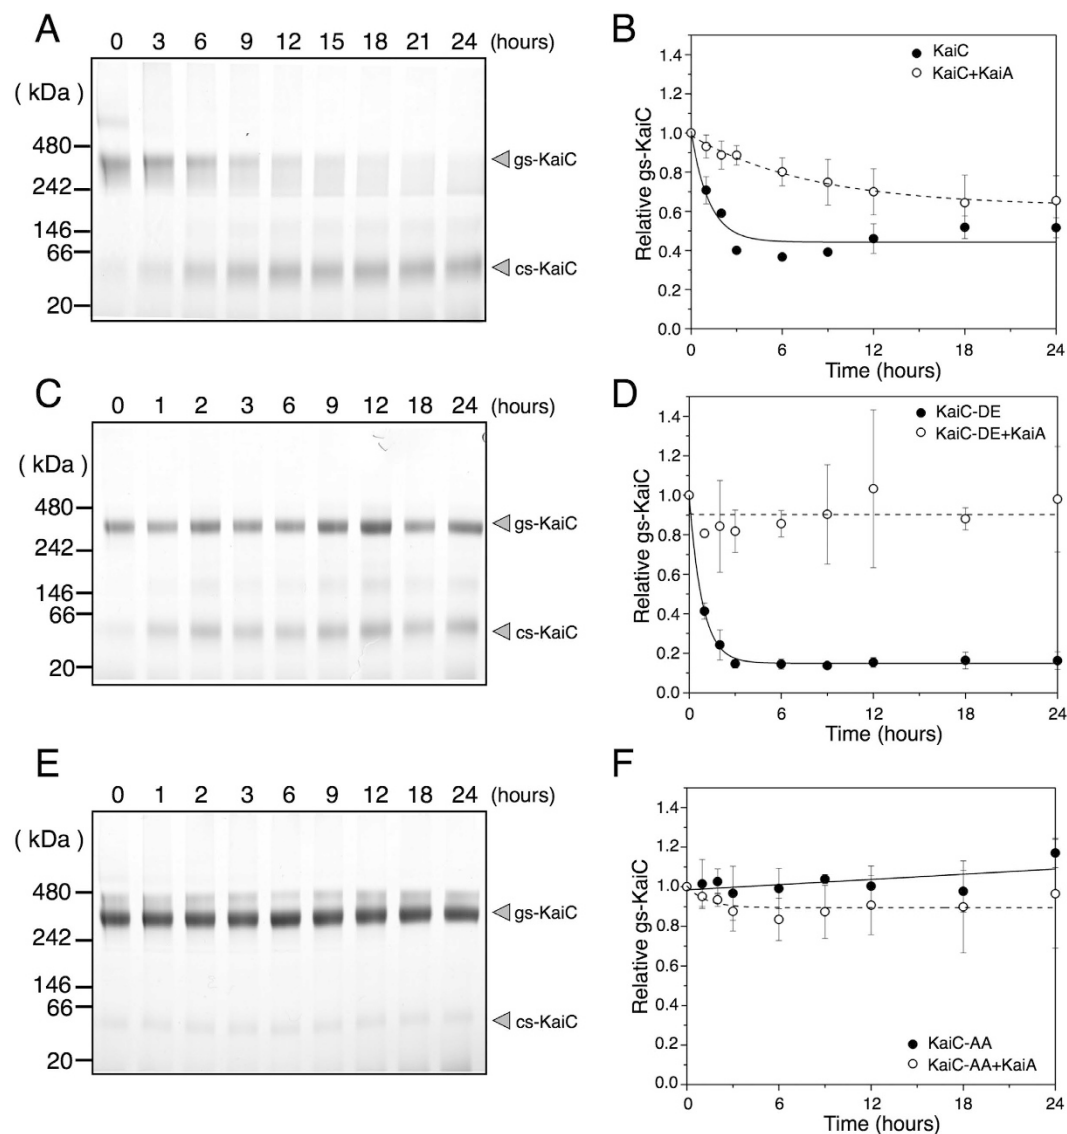 A
0 3 6 9 12 15 18 21 24 (hours)
( kDa )
480
242
146
66
20
gs-KaiC
cs-KaiC
B
KaiC
KaiC+KaiA
Relative gs-KaiC
1.4
1.2
1.0
0.8
0.6
0.4
0.2
0.0
0 6 12 18 24
Time (hours)
C
0 1 2 3 6 9 12 18 24 (hours)
( kDa )
480
242
146
66
20
gs-KaiC
cs-KaiC
D
KaiC-DE
KaiC-DE+KaiA
Relative gs-KaiC
1.4
1.2
1.0
0.8
0.6
0.4
0.2
0.0
0 6 12 18 24
Time (hours)
E
0 1 2 3 6 9 12 18 24 (hours)
( kDa )
480
242
146
66
20
gs-KaiC
cs-KaiC
F
Relative gs-KaiC
1.4
1.2
1.0
0.8
0.6
0.4
0.2
0.0
KaiC-AA
KaiC-AA+KaiA
0 6 12 18 24
Time (hours)